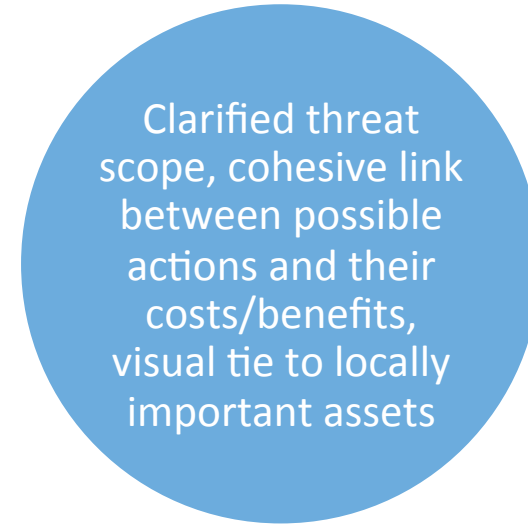 Clarified threat
scope, cohesive link
between possible
actions and their
costs/benefits,
visual tie to locally
important assets